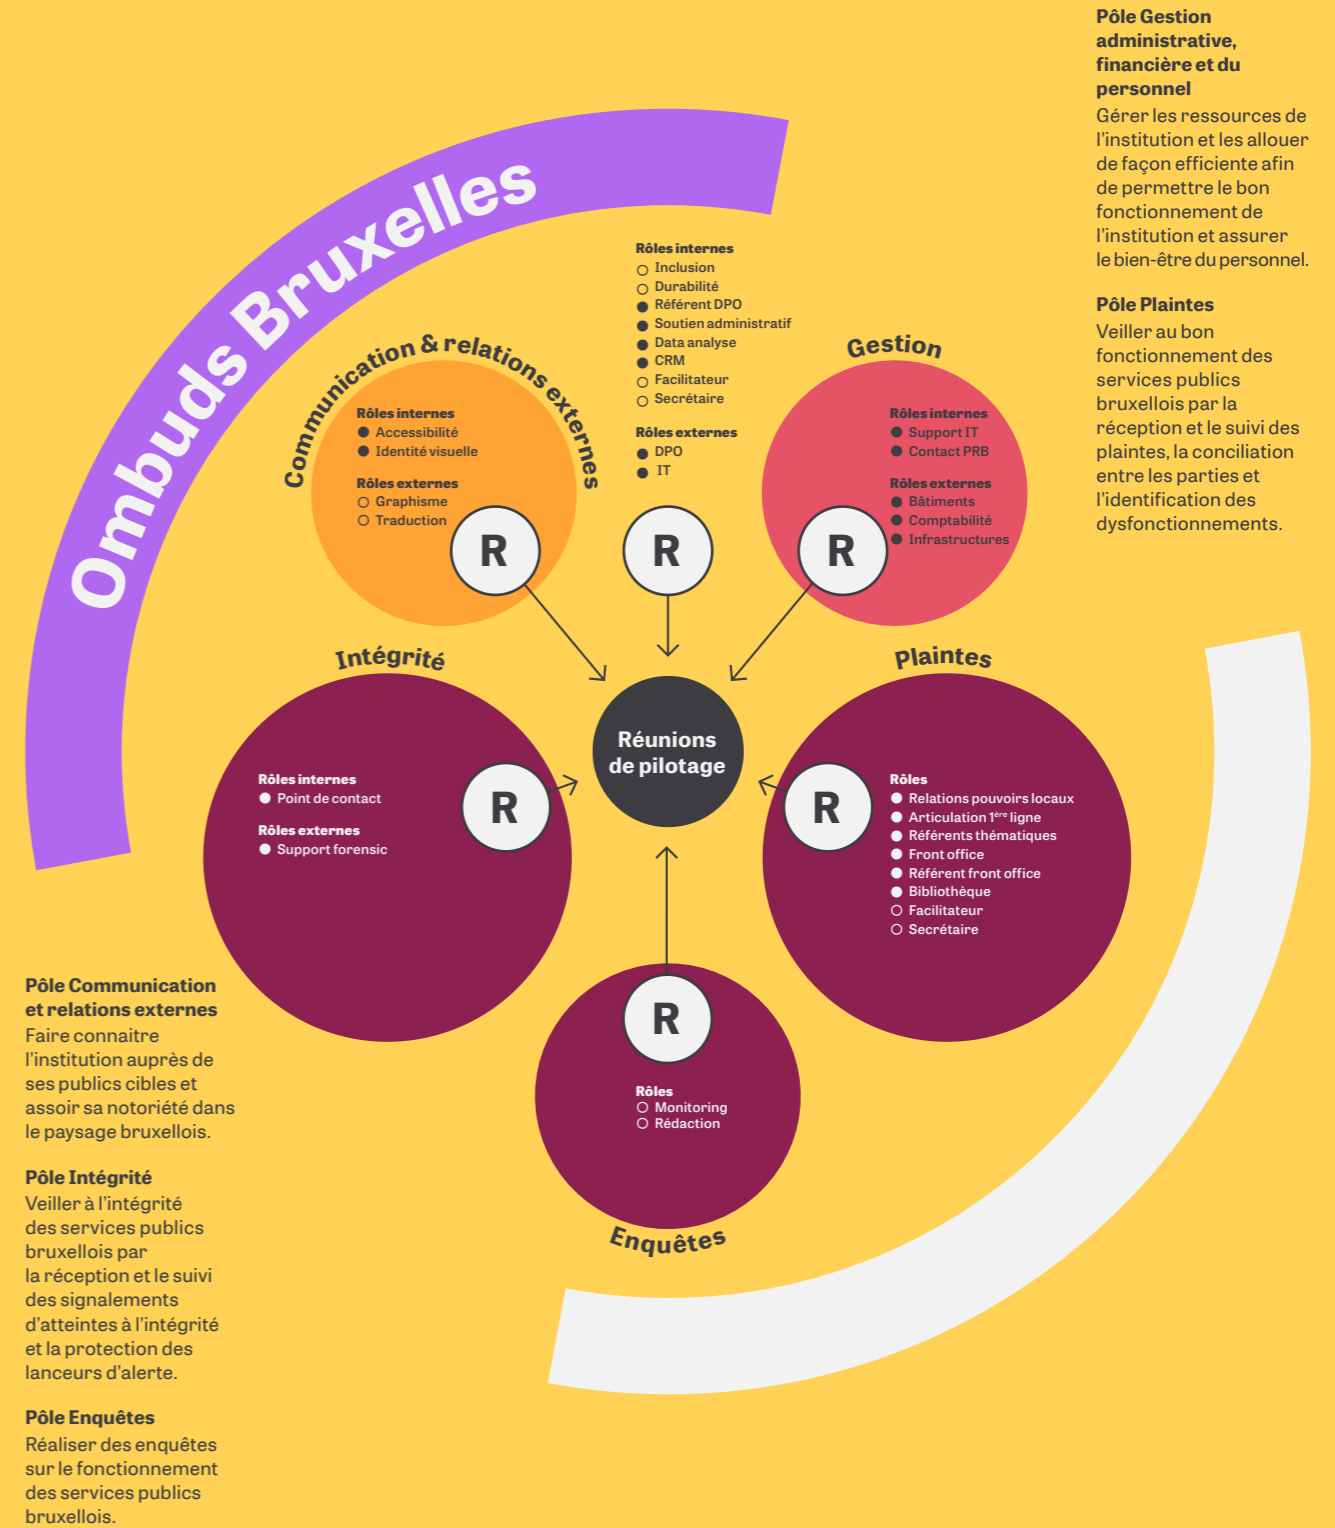 Pôle Gestion
administrative,
financière et du
personnel
Gérer les ressources de
l'institution et les allouer
de façon efficiente afin
de permettre le bon
fonctionnement de
l'institution et assurer
le bien-être du personnel.
Pôle Plaintes
Veiller au bon
fonctionnement des
services publics
bruxellois par la
réception et le suivi des
plaintes, la conciliation
entre les parties et
l'identification des
dysfonctionnements.
Ombuds Bruxelles
Communication & relations externes
Rôles internes
Accessibilité
Identité visuelle
Rôles externes
Graphisme
Traduction
R
Rôles internes
Inclusion
Durabilité
Référent DPO
Soutien administratif
Data analyse
CRM
Facilitateur
Secrétaire
Rôles externes
DPO
IT
R
Gestion
Rôles internes
Support IT
Contact PRB
Rôles externes
Bâtiments
Comptabilité
Infrastructures
R
Intégrité
Rôles internes
Point de contact
Rôles externes
Support forensic
R
Réunions
de pilotage
Plaintes
R
Rôles
Relations pouvoirs locaux
Articulation 1ère ligne
Référents thématiques
Front office
Référent front office
Bibliothèque
Facilitateur
Secrétaire
R
Rôles
Monitoring
Rédaction
Enquêtes
Pôle Communication
et relations externes
Faire connaitre
l'institution auprès de
ses publics cibles et
assoir sa notoriété dans
le paysage bruxellois.
Pôle Intégrité
Veiller à l'intégrité
des services publics
bruxellois par
la réception et le suivi
des signalements
d'atteintes à l'intégrité
et la protection des
lanceurs d'alerte.
Pôle Enquêtes
Réaliser des enquêtes
sur le fonctionnement
des services publics
bruxellois.